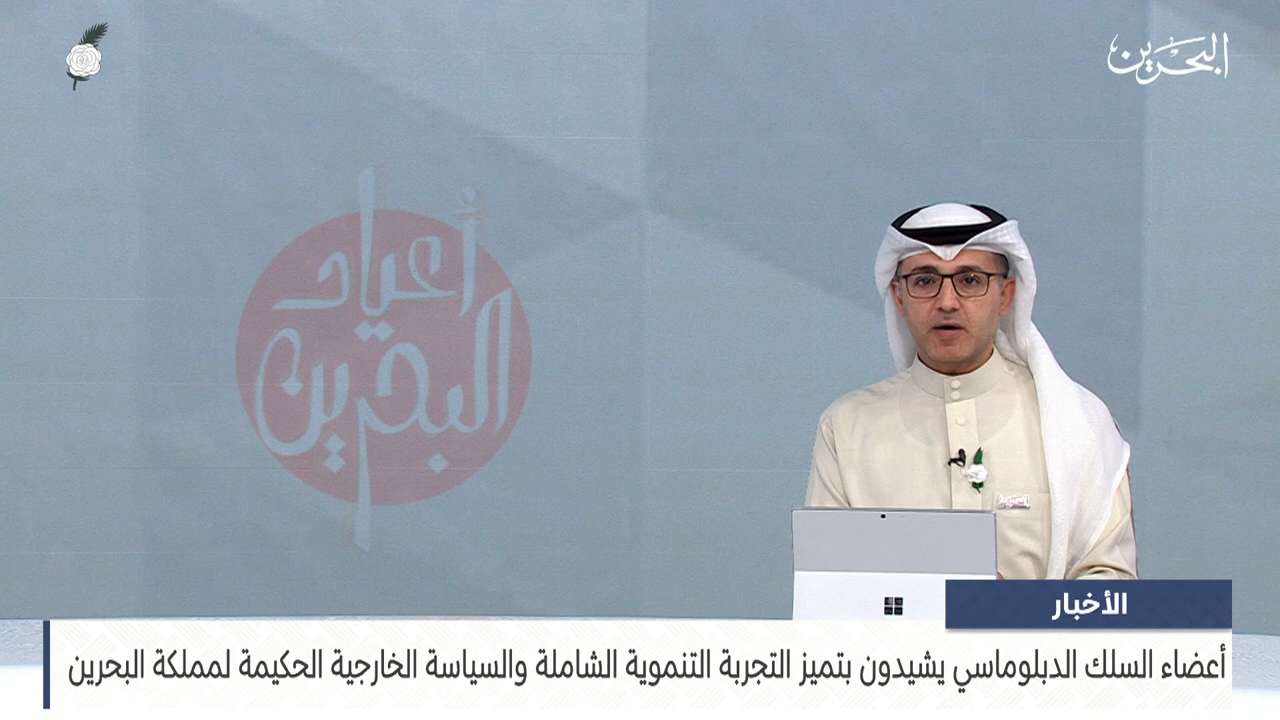 البحرين
أعياد
البحرين
الأخبار
أعضاء السلك الدبلوماسي يشيدون بتميز التجربة التنموية الشاملة والسياسة الخارجية الحكيمة لمملكة البحرين